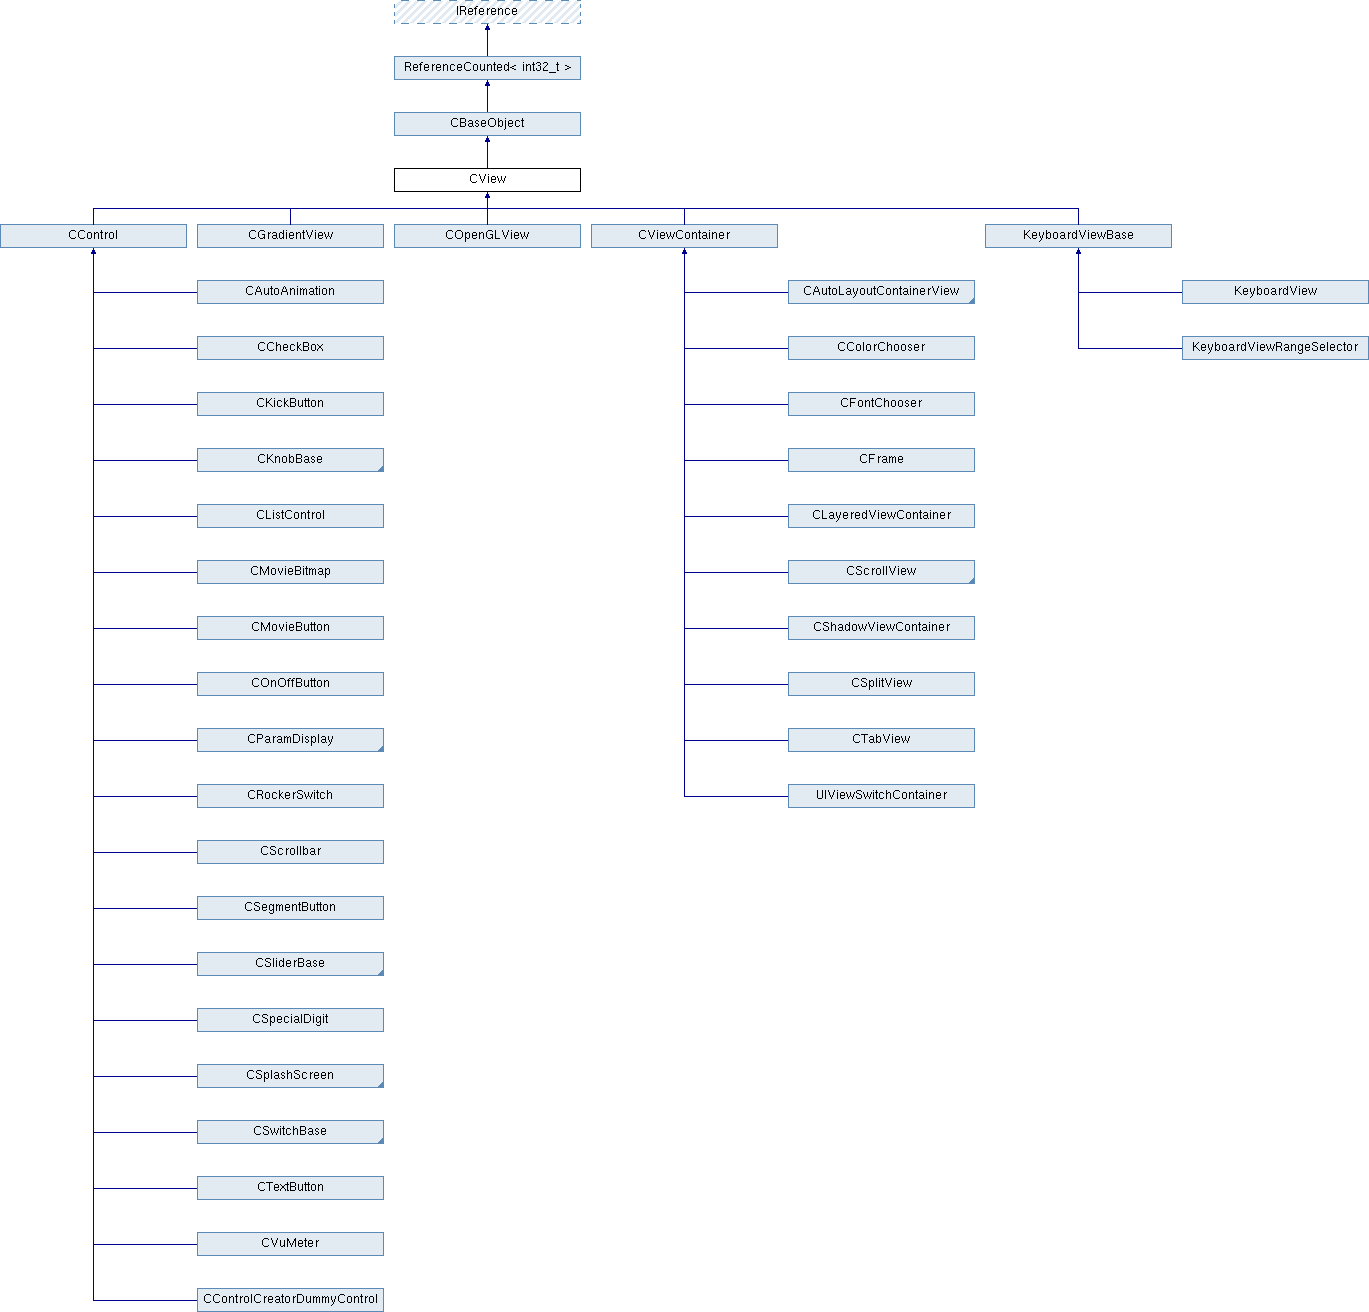 IReference
ReferenceCounted< int32_t >
CBaseObject
CView
CControl
CGradientView
COpenGLView
CViewContainer
KeyboardViewBase
CAutoAnimation
CAutoLayoutContainerView
KeyboardView
CCheckBox
CColorChooser
KeyboardViewRangeSelector
CKickButton
CFontChooser
CKnobBase
CFrame
CListControl
CLayeredViewContainer
CMovieBitmap
CScrollView
CMovieButton
CShadowViewContainer
COnOffButton
CSplitView
CParamDisplay
CTabView
CRockerSwitch
UIViewSwitchContainer
CScrollbar
CSegmentButton
CSliderBase
CSpecialDigit
CSplashScreen
CSwitchBase
CTextButton
CVuMeter
CControlCreatorDummyControl